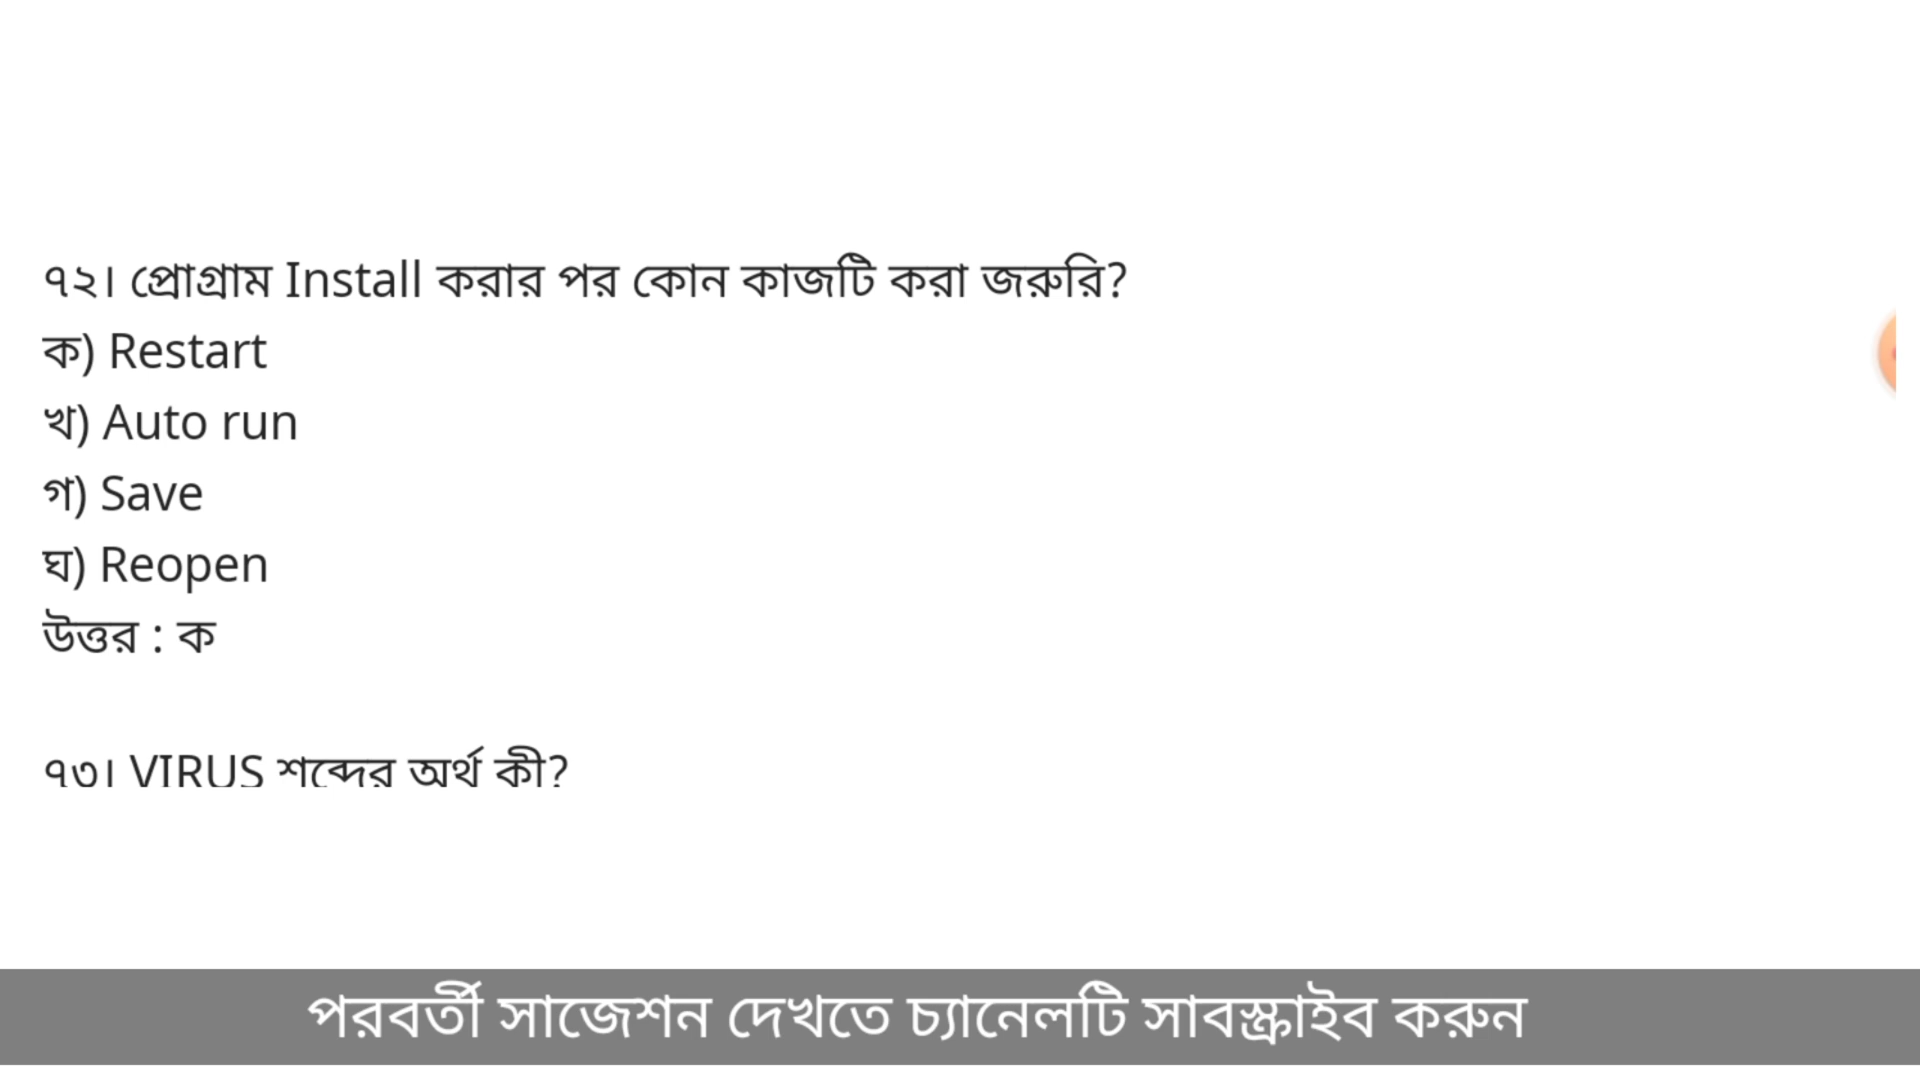 ৭২। প্রোগ্রাম Install করার পর কোন কাজটি করা জরুরি?
ক) Restart
খ) Auto run
গ) Save
ঘ) Reopen
উত্তর : ক
৭৩। VIRUS শব্দের অর্থ কী?
পরবর্তী সাজেশন দেখতে চ্যানেলটি সাবস্ক্রাইব করুন